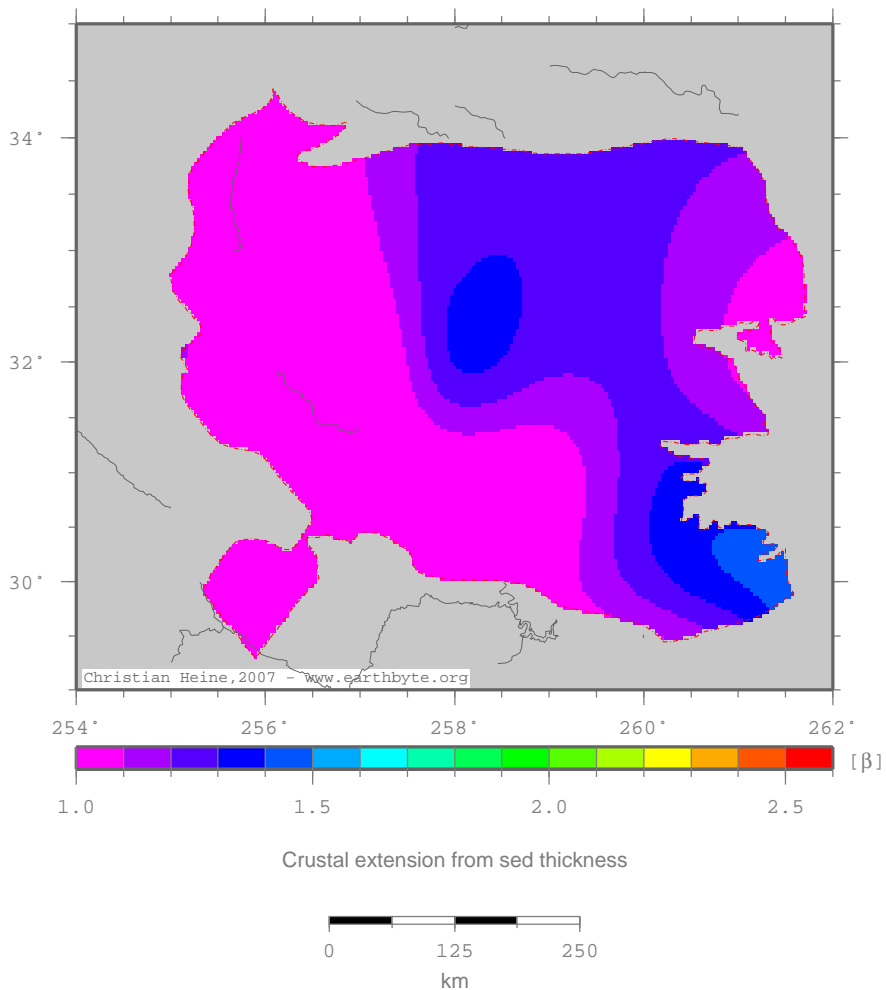 34°
32°
30°
Christian Heine,2007 - www.earthbyte.org
254° 256° 258° 260° 262°
[β]
1.0 1.5 2.0 2.5
Crustal extension from sed thickness
0 125 250
km